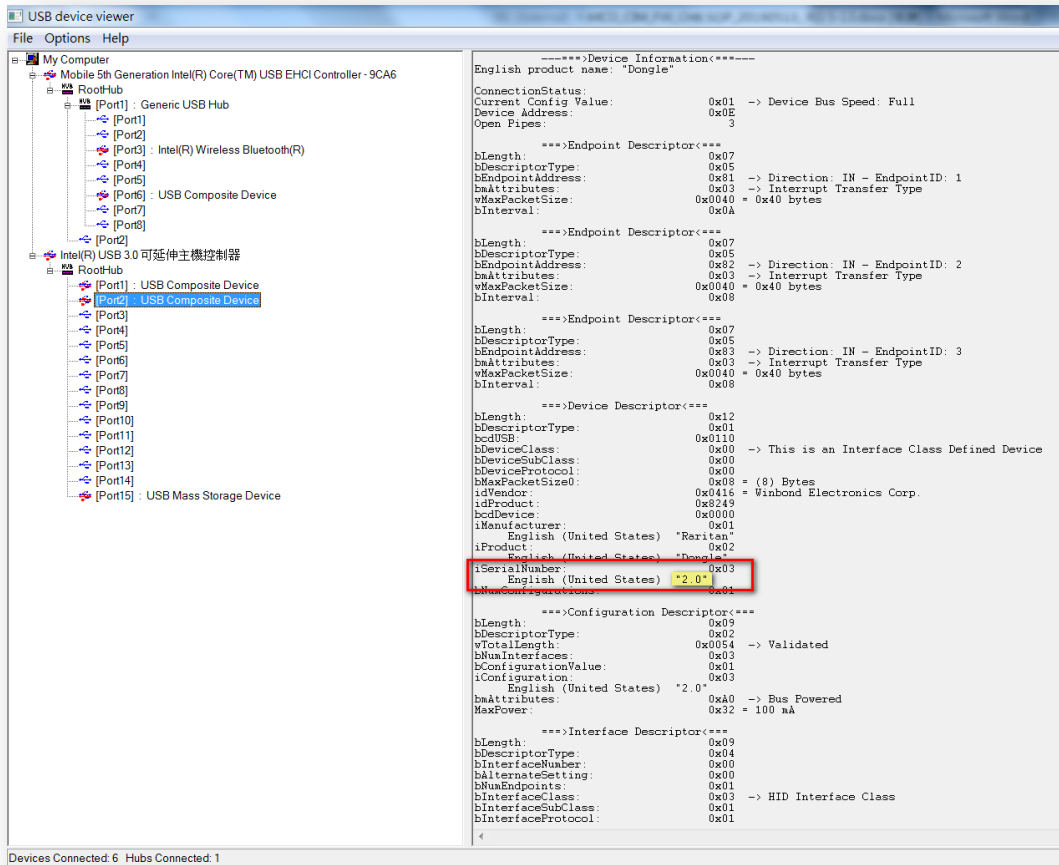 USB device viewer
File Options Help
My Computer
Mobile 5th Generation Intel(R) Core(TM) USB EHCI Controller - 9CA6
RootHub
[Port1] : Generic USB Hub
[Port1]
[Port2]
[Port3] : Intel(R) Wireless Bluetooth(R)
[Port4]
[Port5]
[Port6] : USB Composite Device
[Port7]
[Port8]
[Port2]
Intel(R) USB 3.0 可延伸主機控制器
RootHub
[Port1] : USB Composite Device
[Port2] : USB Composite Device
[Port3]
[Port4]
[Port5]
[Port6]
[Port7]
[Port8]
[Port9]
[Port10]
[Port11]
[Port12]
[Port13]
[Port14]
[Port15] : USB Mass Storage Device
---===>Device Information<===---
English product name: "Dongle"
ConnectionStatus:
Current Config Value: 0x01 -> Device Bus Speed: Full
Device Address: 0x0E
Open Pipes: 3
===>Endpoint Descriptor<===
bLength: 0x07
bDescriptorType: 0x05
bEndpointAddress: 0x81 -> Direction: IN - EndpointID: 1
bmAttributes: 0x03 -> Interrupt Transfer Type
wMaxPacketSize: 0x0040 = 0x40 bytes
bInterval: 0x0A
===>Endpoint Descriptor<===
bLength: 0x07
bDescriptorType: 0x05
bEndpointAddress: 0x82 -> Direction: IN - EndpointID: 2
bmAttributes: 0x03 -> Interrupt Transfer Type
wMaxPacketSize: 0x0040 = 0x40 bytes
bInterval: 0x08
===>Endpoint Descriptor<===
bLength: 0x07
bDescriptorType: 0x05
bEndpointAddress: 0x83 -> Direction: IN - EndpointID: 3
bmAttributes: 0x03 -> Interrupt Transfer Type
wMaxPacketSize: 0x0040 = 0x40 bytes
bInterval: 0x08
===>Device Descriptor<===
bLength: 0x12
bDescriptorType: 0x01
bcdUSB: 0x0110
bDeviceClass: 0x00 -> This is an Interface Class Defined Device
bDeviceSubClass: 0x00
bDeviceProtocol: 0x00
bMaxPacketSize0: 0x08 = (8) Bytes
idVendor: 0x0416 = Winbond Electronics Corp.
idProduct: 0x8249
bcdDevice: 0x0000
iManufacturer: 0x01
English (United States) "Raritan"
iProduct: 0x02
English (United States) "Dongle"
iSerialNumber: 0x03
English (United States) "2.0"
bNumConfigurations: 0x01
===>Configuration Descriptor<===
bLength: 0x09
bDescriptorType: 0x02
wTotalLength: 0x0054 -> Validated
bNumInterfaces: 0x03
bConfigurationValue: 0x01
iConfiguration: 0x03
English (United States) "2.0"
bmAttributes: 0xA0 -> Bus Powered
MaxPower: 0x32 = 100 mA
===>Interface Descriptor<===
bLength: 0x09
bDescriptorType: 0x04
bInterfaceNumber: 0x00
bAlternateSetting: 0x00
bNumEndpoints: 0x01
bInterfaceClass: 0x03 -> HID Interface Class
bInterfaceSubClass: 0x01
bInterfaceProtocol: 0x01
Devices Connected: 6 Hubs Connected: 1